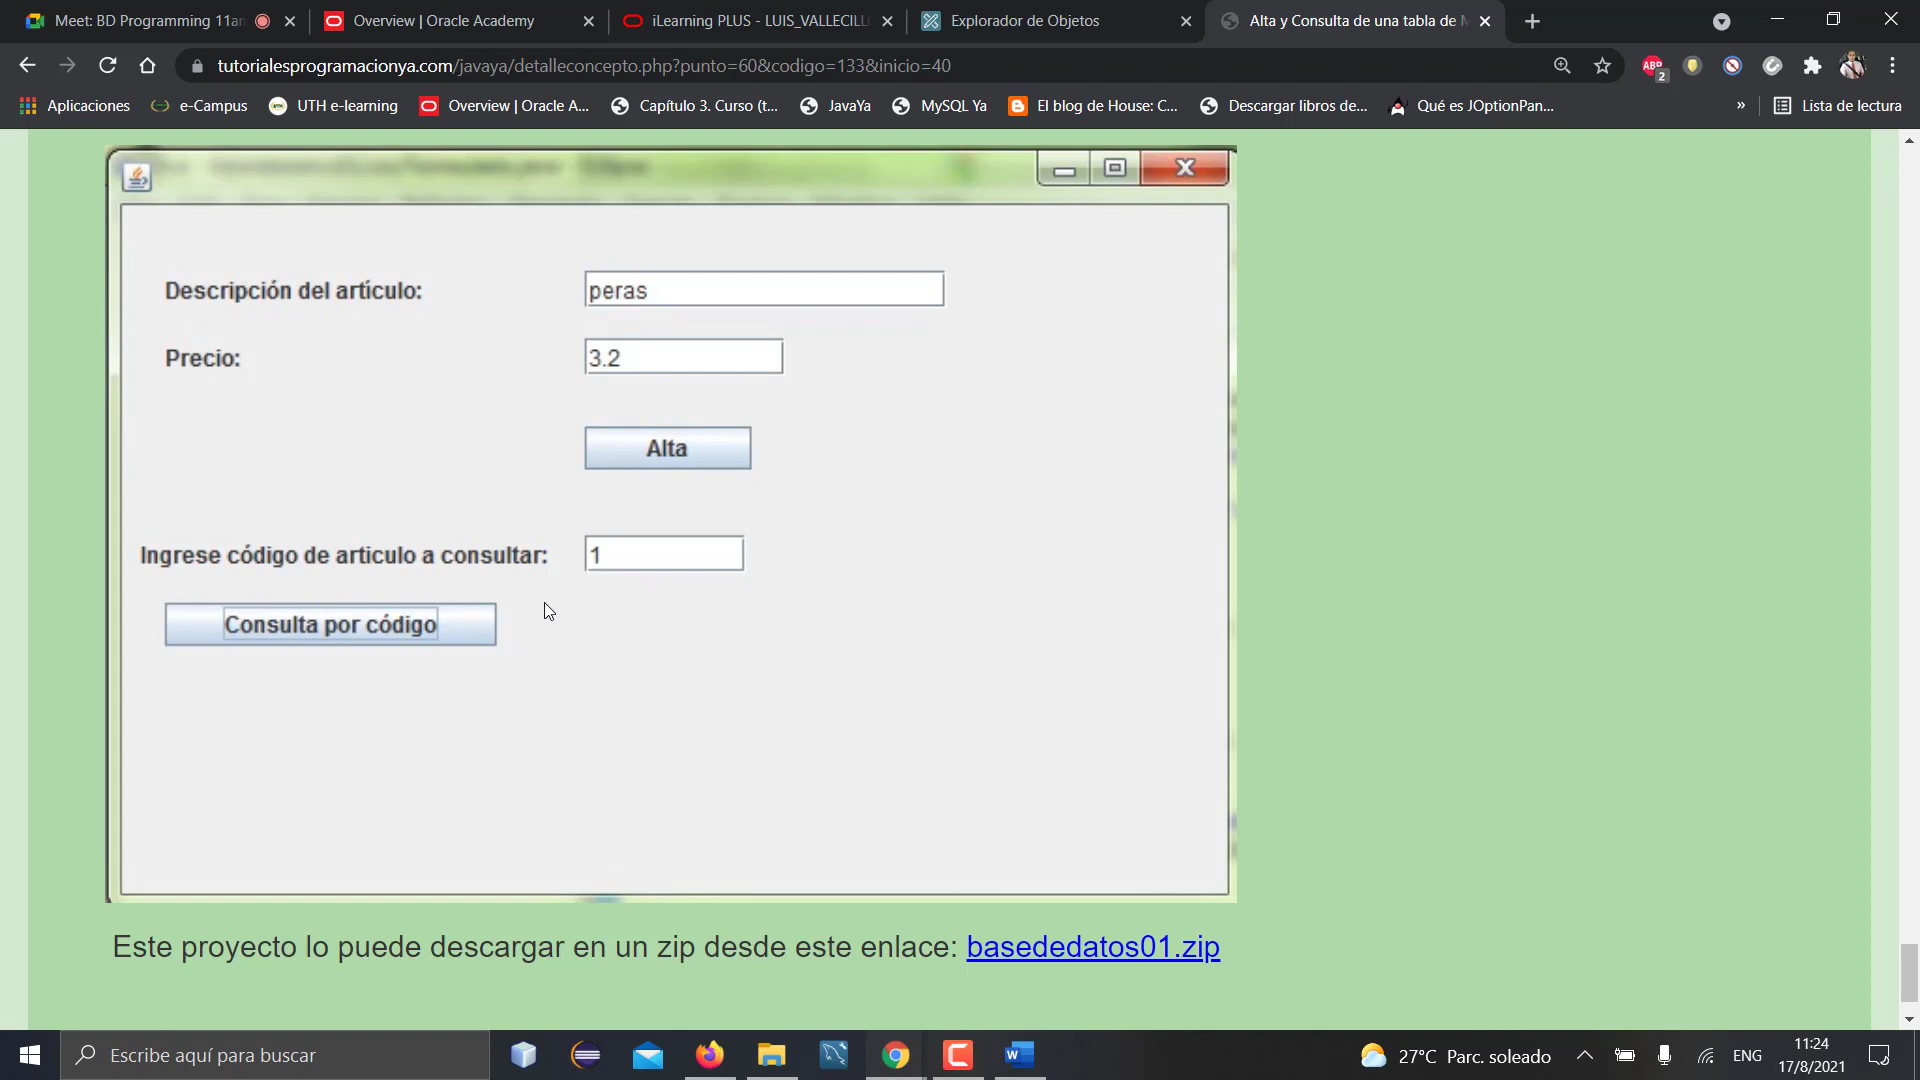 Meet: BD Programming 11am
Overview | Oracle Academy
iLearning PLUS - LUIS_VALLECILLO
Explorador de Objetos
Alta y Consulta de una tabla de M
tutorialesprogramacionya.com/javaya/detalleconcepto.php?punto=60&codigo=133&inicio=40
ABP
2
Aplicaciones
e-Campus
UTH e-learning
Overview | Oracle A...
Capítulo 3. Curso (t...
JavaYa
MySQL Ya
El blog de House: C...
Descargar libros de...
Qué es JOptionPan...
»
Lista de lectura
Descripción del artículo:
peras
Precio:
3.2
Alta
Ingrese código de articulo a consultar:
1
Consulta por código
Este proyecto lo puede descargar en un zip desde este enlace: basededatos01.zip
Escribe aquí para buscar
27°C Parc. soleado
ENG
11:24
17/8/2021